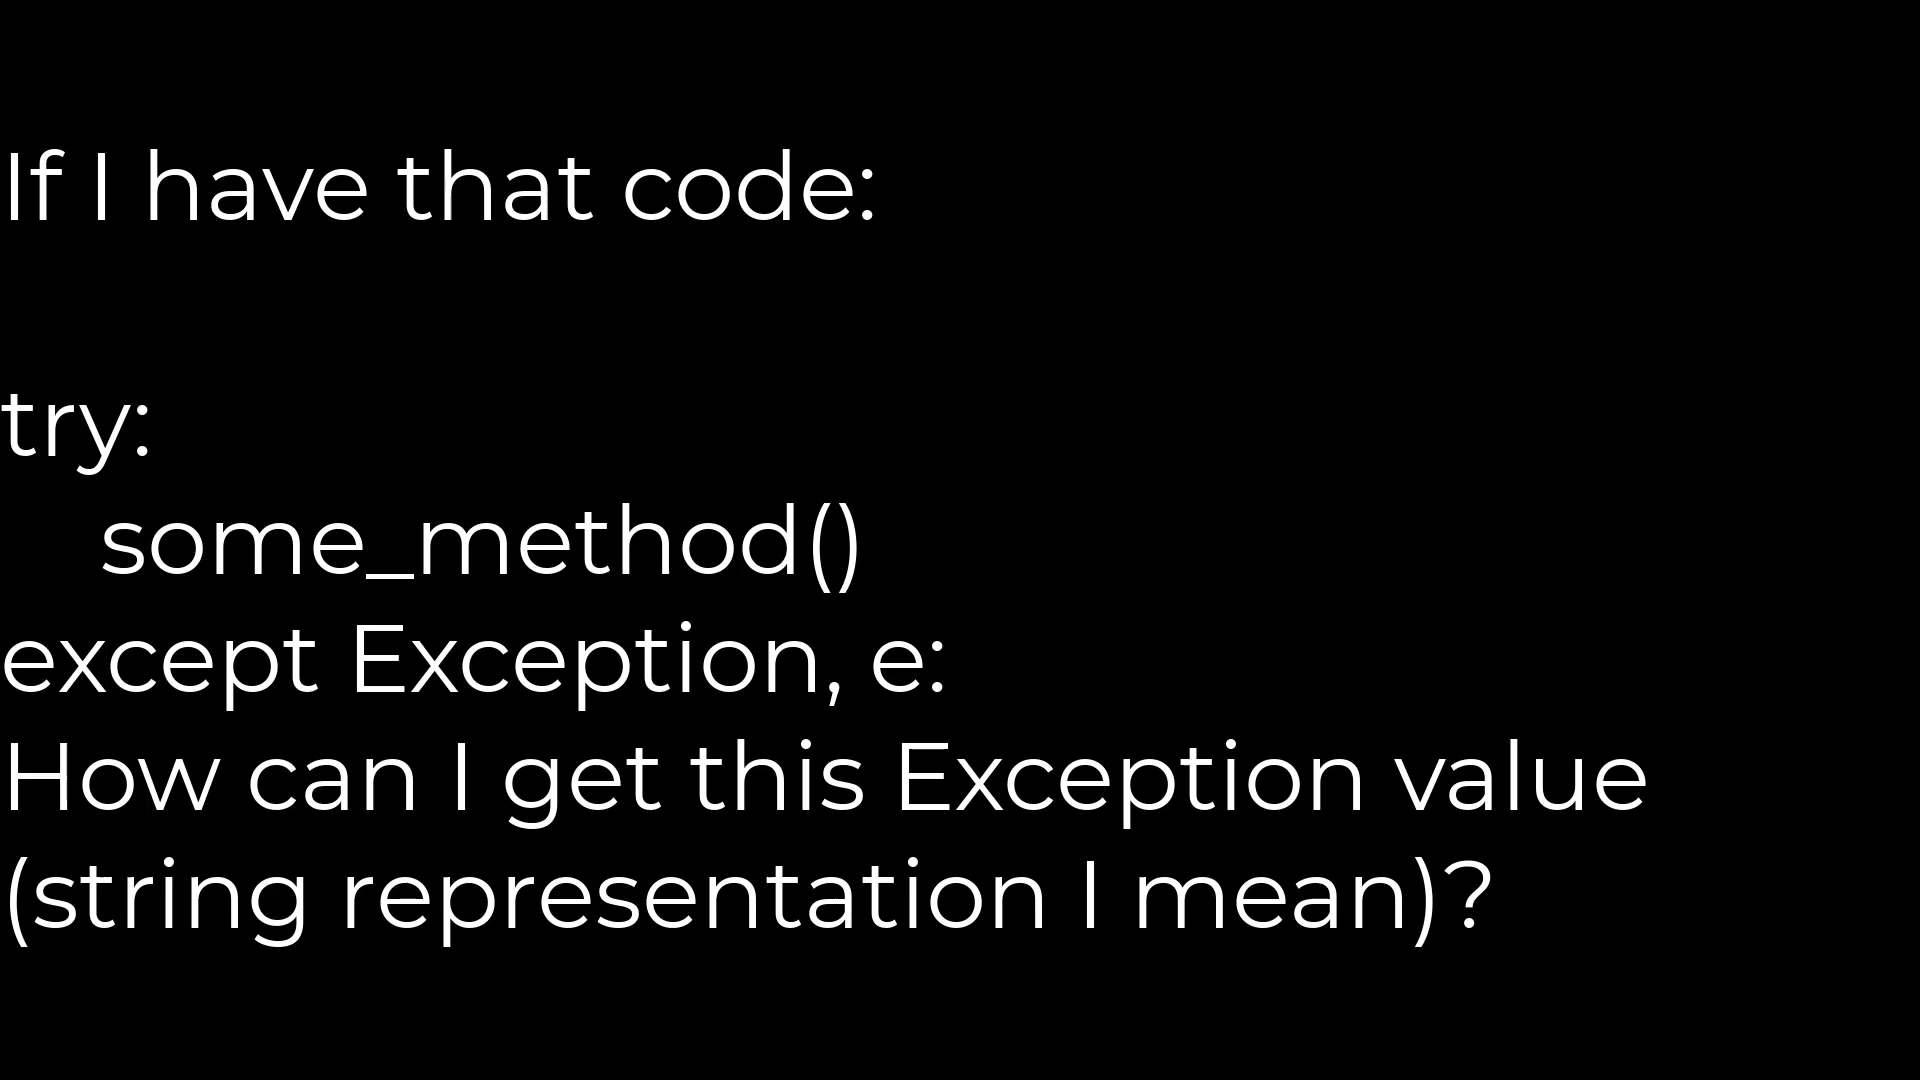 If I have that code:
try:
some_method()
except Exception, e:
How can I get this Exception value
(string representation I mean)?